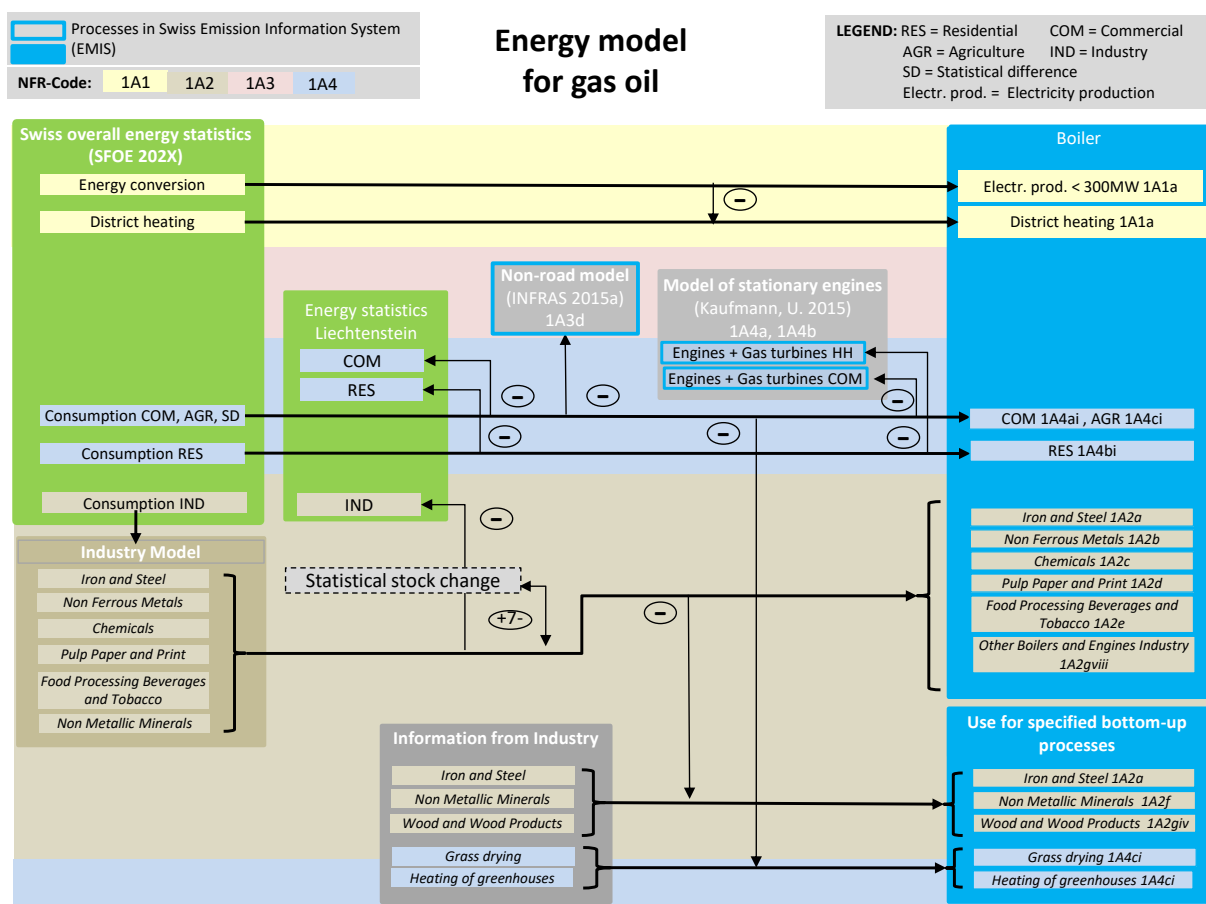 Processes in Swiss Emission Information System
(EMIS)
NFR-Code: 1A1 1A2 1A3 1A4
Energy model
for gas oil
LEGEND: RES = Residential COM = Commercial
AGR = Agriculture IND = Industry
SD = Statistical difference
Electr. prod. = Electricity production
Swiss overall energy statistics
(SFOE 202X)
Energy conversion
District heating
Boiler
Electr. prod. < 300MW 1A1a
District heating 1A1a
−
Non-road model
(INFRAS 2015a)
1A3d
Model of stationary engines
(Kaufmann, U. 2015)
1A4a, 1A4b
Engines + Gas turbines HH
Engines + Gas turbines COM
Energy statistics
Liechtenstein
COM
RES
− − −
Consumption COM, AGR, SD
COM 1A4ai , AGR 1A4ci
− − −
Consumption RES
RES 1A4bi
Consumption IND
IND
−
Industry Model
Iron and Steel
Non Ferrous Metals
Chemicals
Pulp Paper and Print
Food Processing Beverages
and Tobacco
Non Metallic Minerals
Statistical stock change
+7-
−
Iron and Steel 1A2a
Non Ferrous Metals 1A2b
Chemicals 1A2c
Pulp Paper and Print 1A2d
Food Processing Beverages and
Tobacco 1A2e
Other Boilers and Engines Industry
1A2gviii
Information from Industry
Iron and Steel
Non Metallic Minerals
Wood and Wood Products
Grass drying
Heating of greenhouses
Use for specified bottom-up
processes
Iron and Steel 1A2a
Non Metallic Minerals 1A2f
Wood and Wood Products 1A2giv
Grass drying 1A4ci
Heating of greenhouses 1A4ci